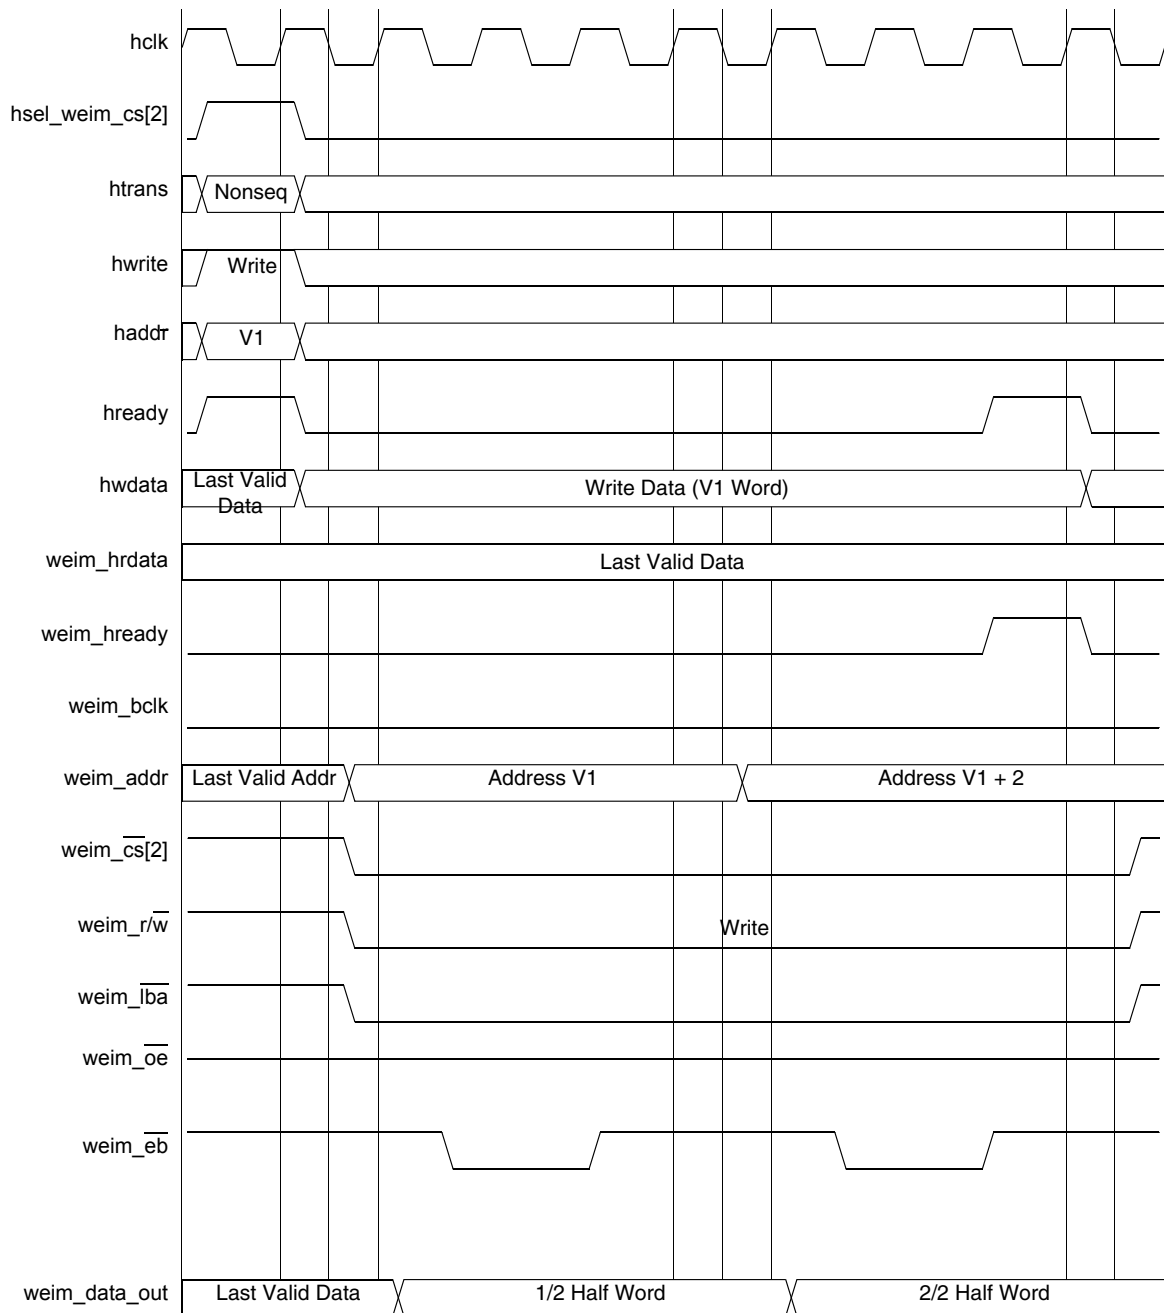 hclk
hsel_weim_cs[2]
htrans Nonseq
hwrite Write
haddr V1
hready
hwdata Last Valid Data Write Data (V1 Word)
weim_hrdata Last Valid Data
weim_hready
weim_bclk
weim_addr Last Valid Addr Address V1 Address V1 + 2
weim_cs[2]
weim_r/w Write
weim_lba
weim_oe
weim_eb
weim_data_out Last Valid Data 1/2 Half Word 2/2 Half Word